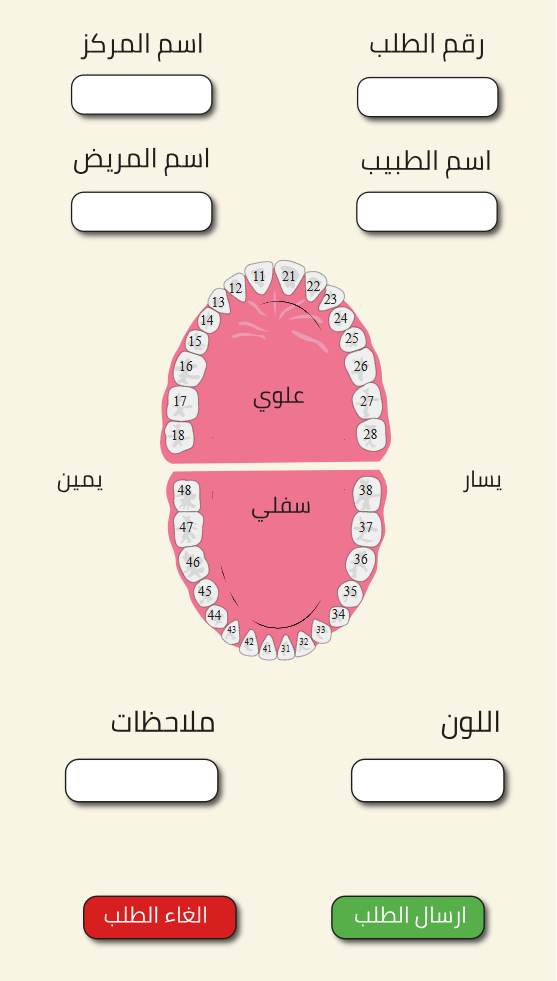 رقم الطلب
اسم المركز
اسم الطبيب
اسم المريض
11 21
12 22
13 23
14 24
15 25
16 26
علوي
17 27
18 28
يسار
يمين
48 38
سفلي
47 37
46 36
45 35
44 34
43 33
42 32
41 31
اللون
ملاحظات
ارسال الطلب
الغاء الطلب